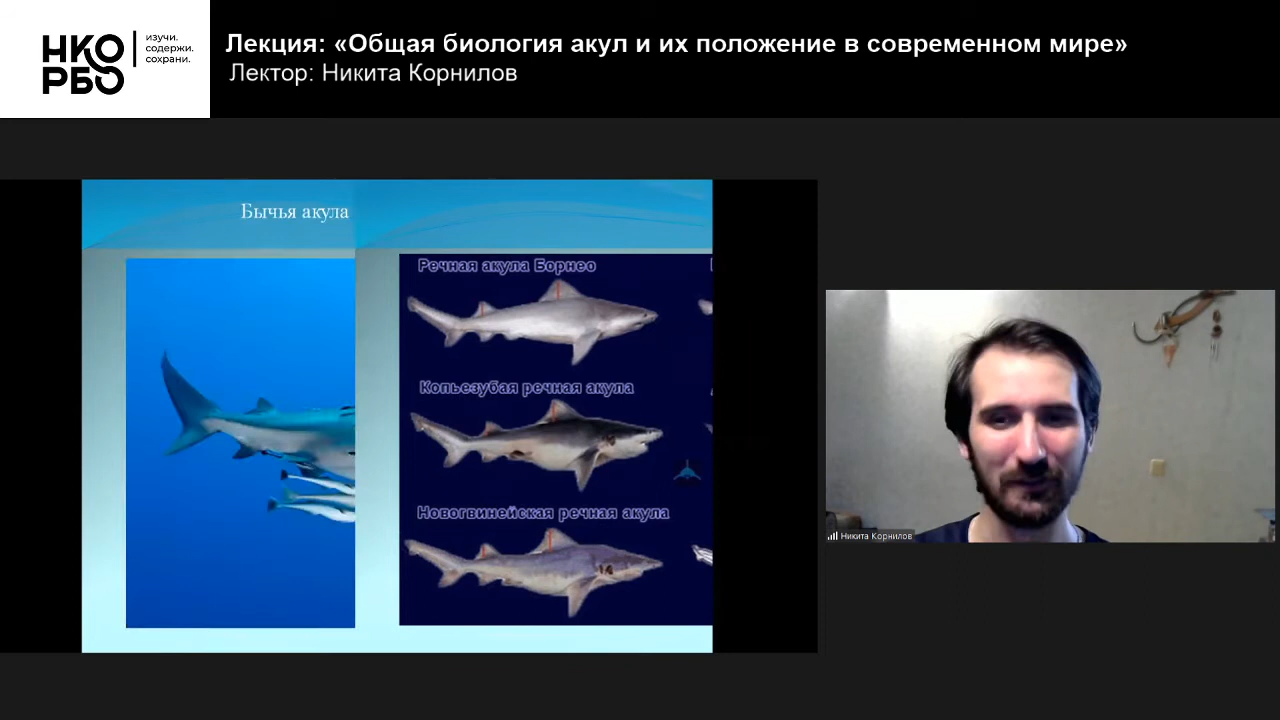 НКО
РБО
изучи.
содержи.
сохрани.
Лекция: «Общая биология акул и их положение в современном мире»
Лектор: Никита Корнилов
Бычья акула
Речная акула Борнео
Копьезубая речная акула
Новогвинейская речная акула
Никита Корнилов